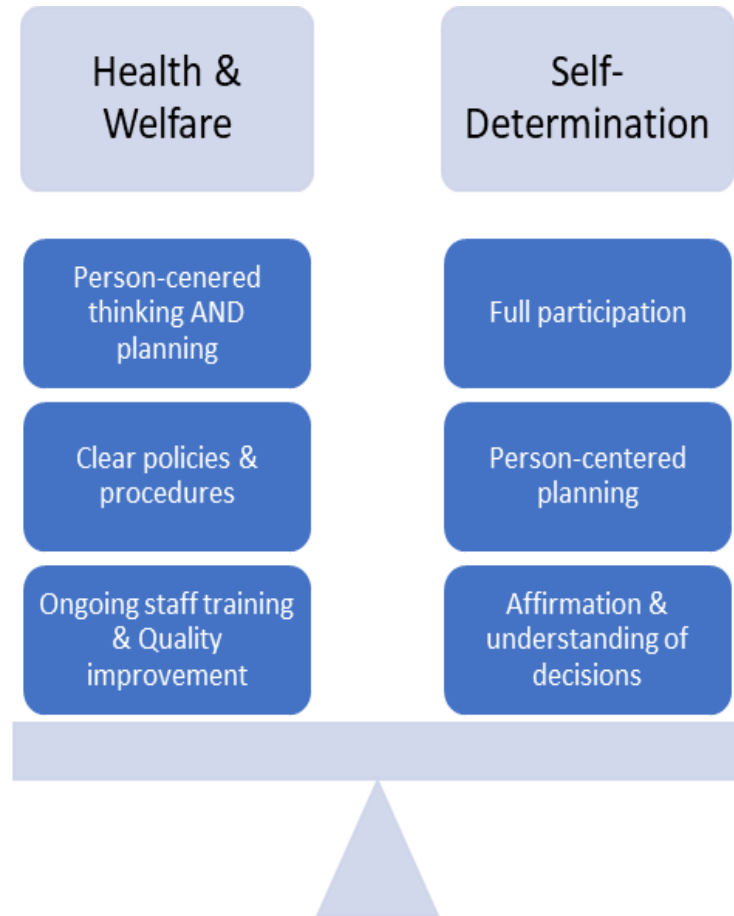 Health &
Welfare
Self-
Determination
Person-cenered
thinking AND
planning
Full participation
Clear policies &
procedures
Person-centered
planning
Ongoing staff training
& Quality
improvement
Affirmation &
understanding of
decisions